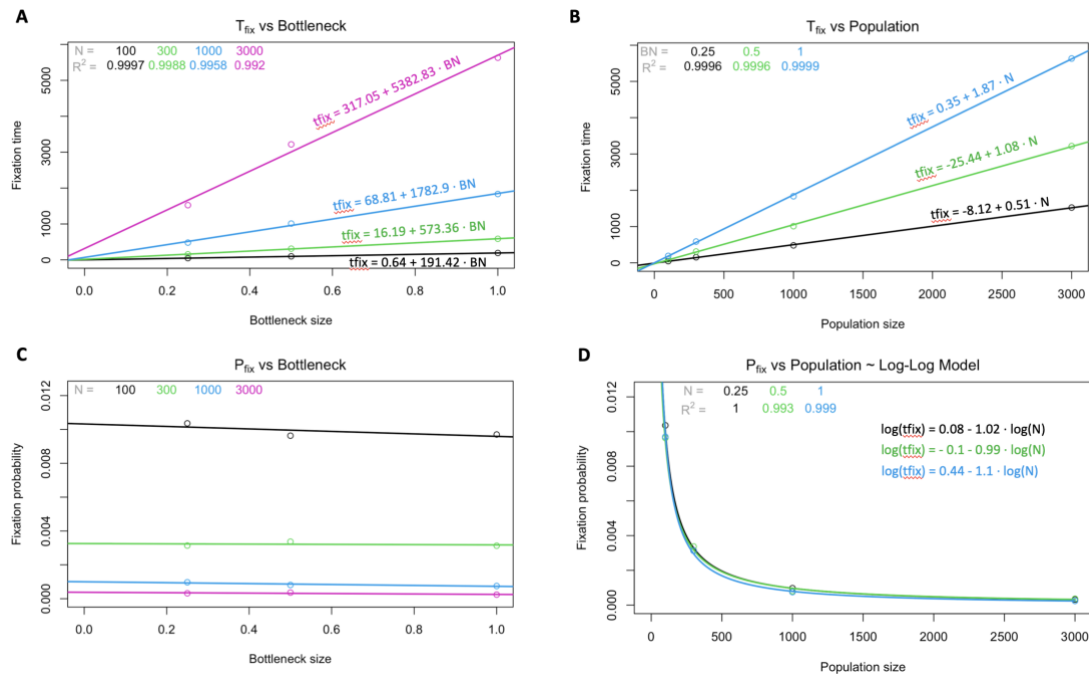 A
T_fix vs Bottleneck
N = 100 300 1000 3000
R² = 0.9997 0.9988 0.9958 0.992
tfix = 317.05 + 5382.83 · BN
tfix = 68.81 + 1782.9 · BN
tfix = 16.19 + 573.36 · BN
tfix = 0.64 + 191.42 · BN
Fixation time
0 1000 3000 5000
0.0 0.2 0.4 0.6 0.8 1.0
Bottleneck size
B
T_fix vs Population
BN = 0.25 0.5 1
R² = 0.9996 0.9996 0.9999
tfix = 0.35 + 1.87 · N
tfix = -25.44 + 1.08 · N
tfix = -8.12 + 0.51 · N
Fixation time
0 1000 3000 5000
0 500 1000 1500 2000 2500 3000
Population size
C
P_fix vs Bottleneck
N = 100 300 1000 3000
Fixation probability
0.000 0.004 0.008 0.012
0.0 0.2 0.4 0.6 0.8 1.0
Bottleneck size
D
P_fix vs Population ~ Log-Log Model
N = 0.25 0.5 1
R² = 1 0.993 0.999
log(tfix) = 0.08 - 1.02 · log(N)
log(tfix) = - 0.1 - 0.99 · log(N)
log(tfix) = 0.44 - 1.1 · log(N)
Fixation probability
0.000 0.004 0.008 0.012
0 500 1000 1500 2000 2500 3000
Population size